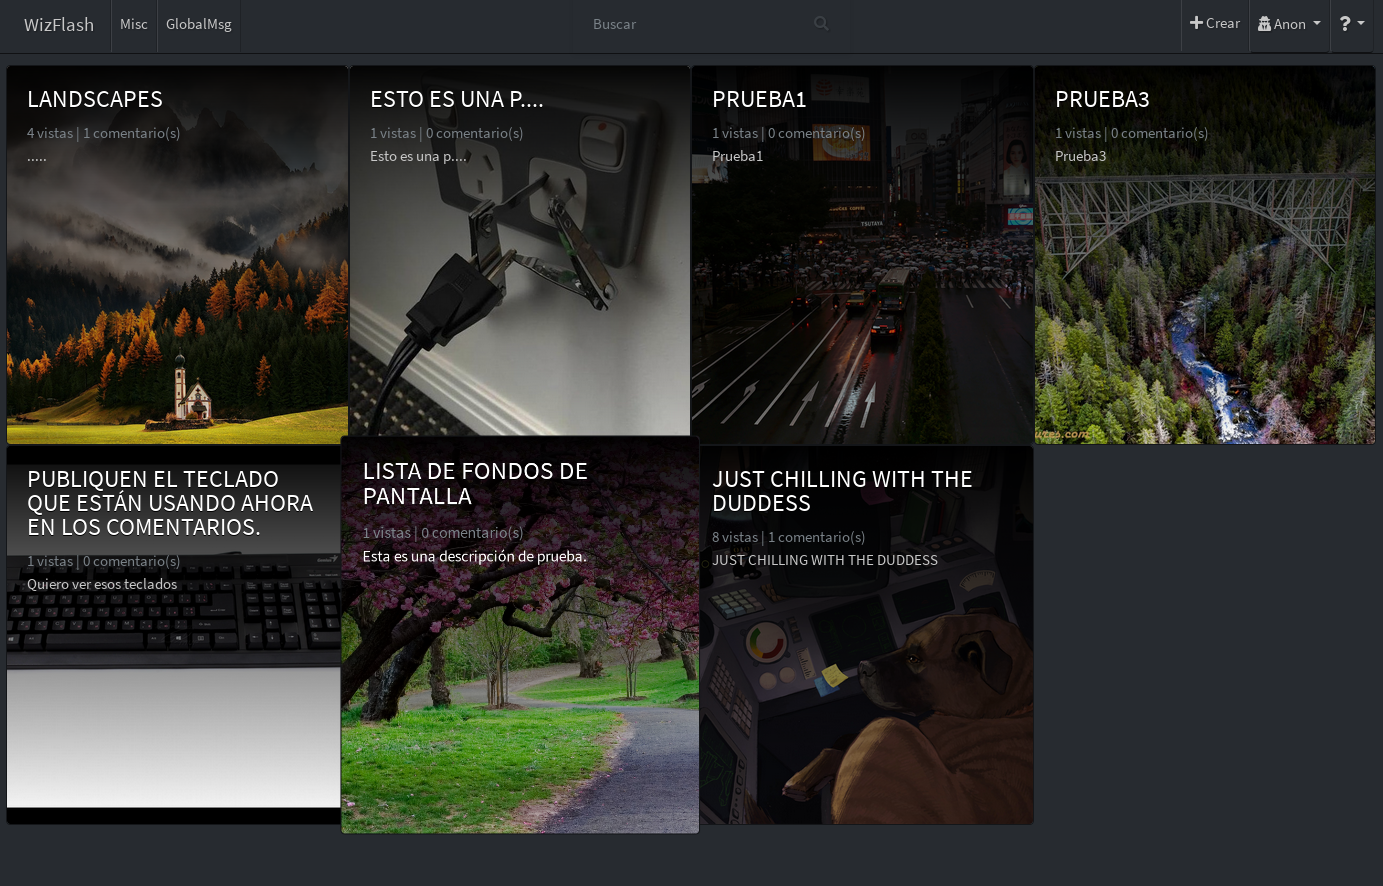 WizFlash
Misc
GlobalMsg
Buscar
Crear
Anon
?
LANDSCAPES
4 vistas | 1 comentario(s)
.....
ESTO ES UNA P....
1 vistas | 0 comentario(s)
Esto es una p....
PRUEBA1
1 vistas | 0 comentario(s)
Prueba1
TSUTAYA
PRUEBA3
1 vistas | 0 comentario(s)
Prueba3
PUBLIQUEN EL TECLADO
QUE ESTÁN USANDO AHORA
EN LOS COMENTARIOS.
1 vistas | 0 comentario(s)
Quiero ver esos teclados
LISTA DE FONDOS DE
PANTALLA
1 vistas | 0 comentario(s)
Esta es una descripción de prueba.
JUST CHILLING WITH THE
DUDDESS
8 vistas | 1 comentario(s)
JUST CHILLING WITH THE DUDDESS